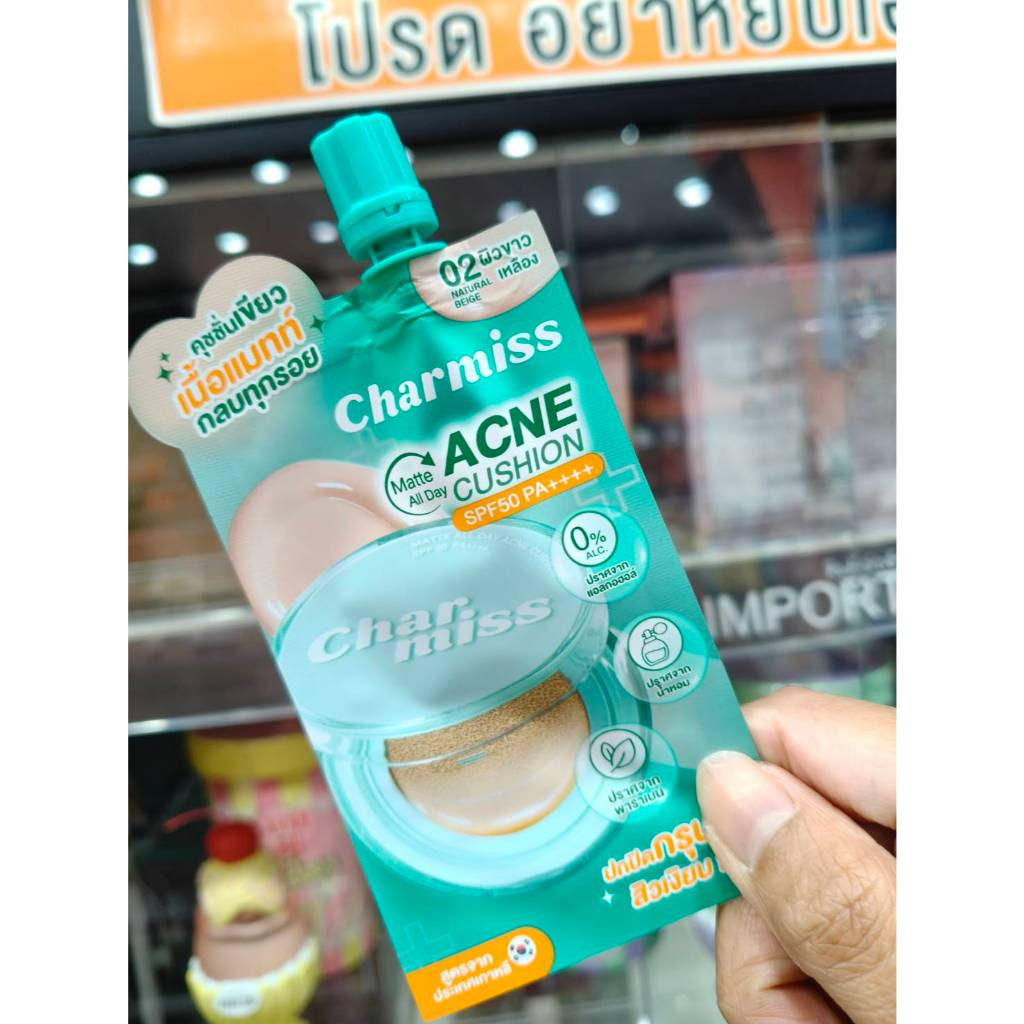 โปรด อย่าหยิบ
02 ผิวขาว
เหลือง
NATURAL
BEIGE
คุชชั่นเขียว
เนื้อแมทท์
กลบทุกรอย
Charmiss
Matte
All Day
ACNE
CUSHION
SPF50 PA++++
0%
ALC.
ปราศจาก
แอลกอฮอล์
MATTE ALL DAY ACNE
Char
miss
ปราศจาก
น้ำหอม
ปราศจาก
พาราเบน
ปกปิดกรุบ
สิวเงียบ
สูตรจาก
ประเทศเกาหลี
IMPORT